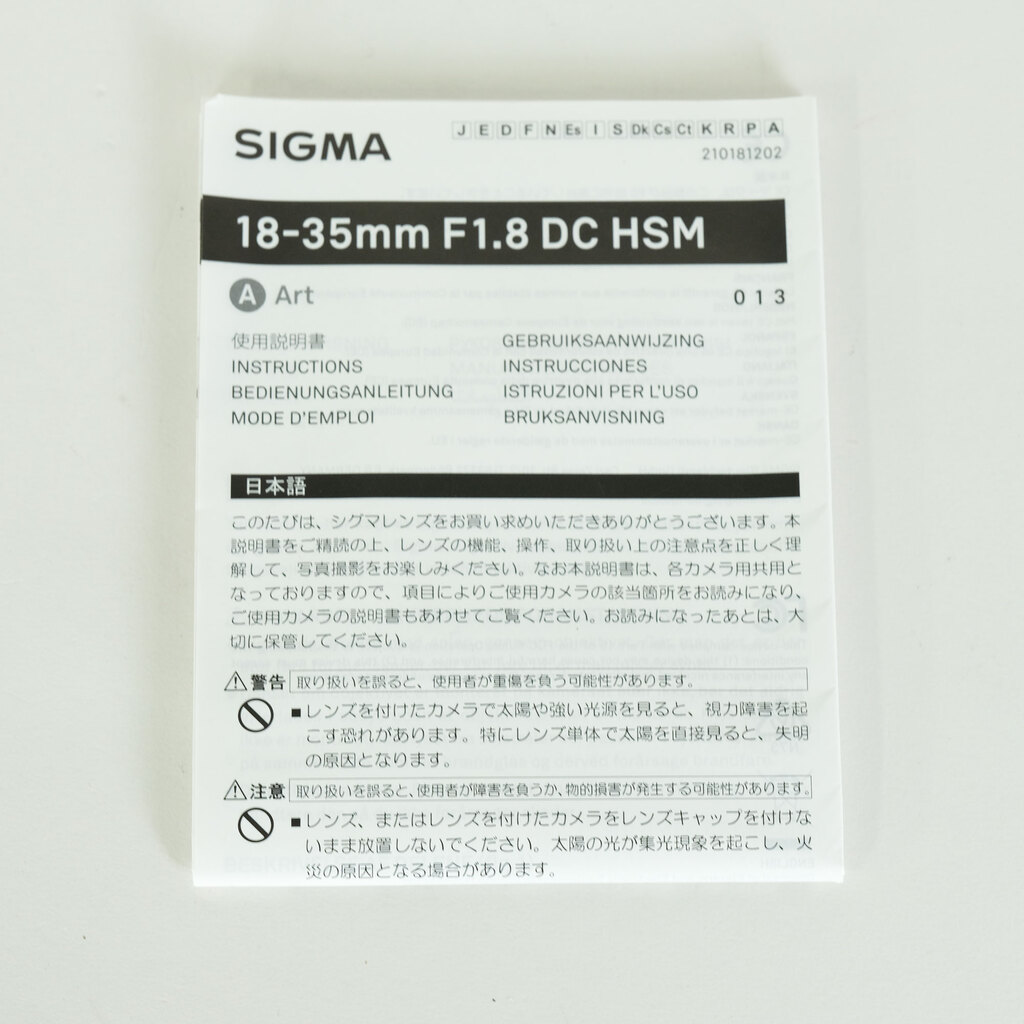 SIGMA
J E D F N Es I S Dk Cs Ct K R P A
210181202
18-35mm F1.8 DC HSM
A Art
013
使用説明書
INSTRUCTIONS
BEDIENUNGSANLEITUNG
MODE D'EMPLOI
GEBRUIKSAANWIJZING
INSTRUCCIONES
ISTRUZIONI PER L'USO
BRUKSANVISNING
日本語
このたびは、シグマレンズをお買い求めいただきありがとうございます。本
説明書をご精読の上、レンズの機能、操作、取り扱い上の注意点を正しく理
解して、写真撮影をお楽しみください。なお本説明書は、各カメラ用共用と
なっておりますので、項目によりご使用カメラの該当箇所をお読みになり、
ご使用カメラの説明書もあわせてご覧ください。お読みになったあとは、大
切に保管してください。
⚠警告 取り扱いを誤ると、使用者が重傷を負う可能性があります。
■レンズを付けたカメラで太陽や強い光源を見ると、視力障害を起
こす恐れがあります。特にレンズ単体で太陽を直接見ると、失明
の原因となります。
⚠注意 取り扱いを誤ると、使用者が障害を負うか、物的損害が発生する可能性があります。
■レンズ、またはレンズを付けたカメラをレンズキャップを付けな
いまま放置しないでください。太陽の光が集光現象を起こし、火
災の原因となる場合があります。